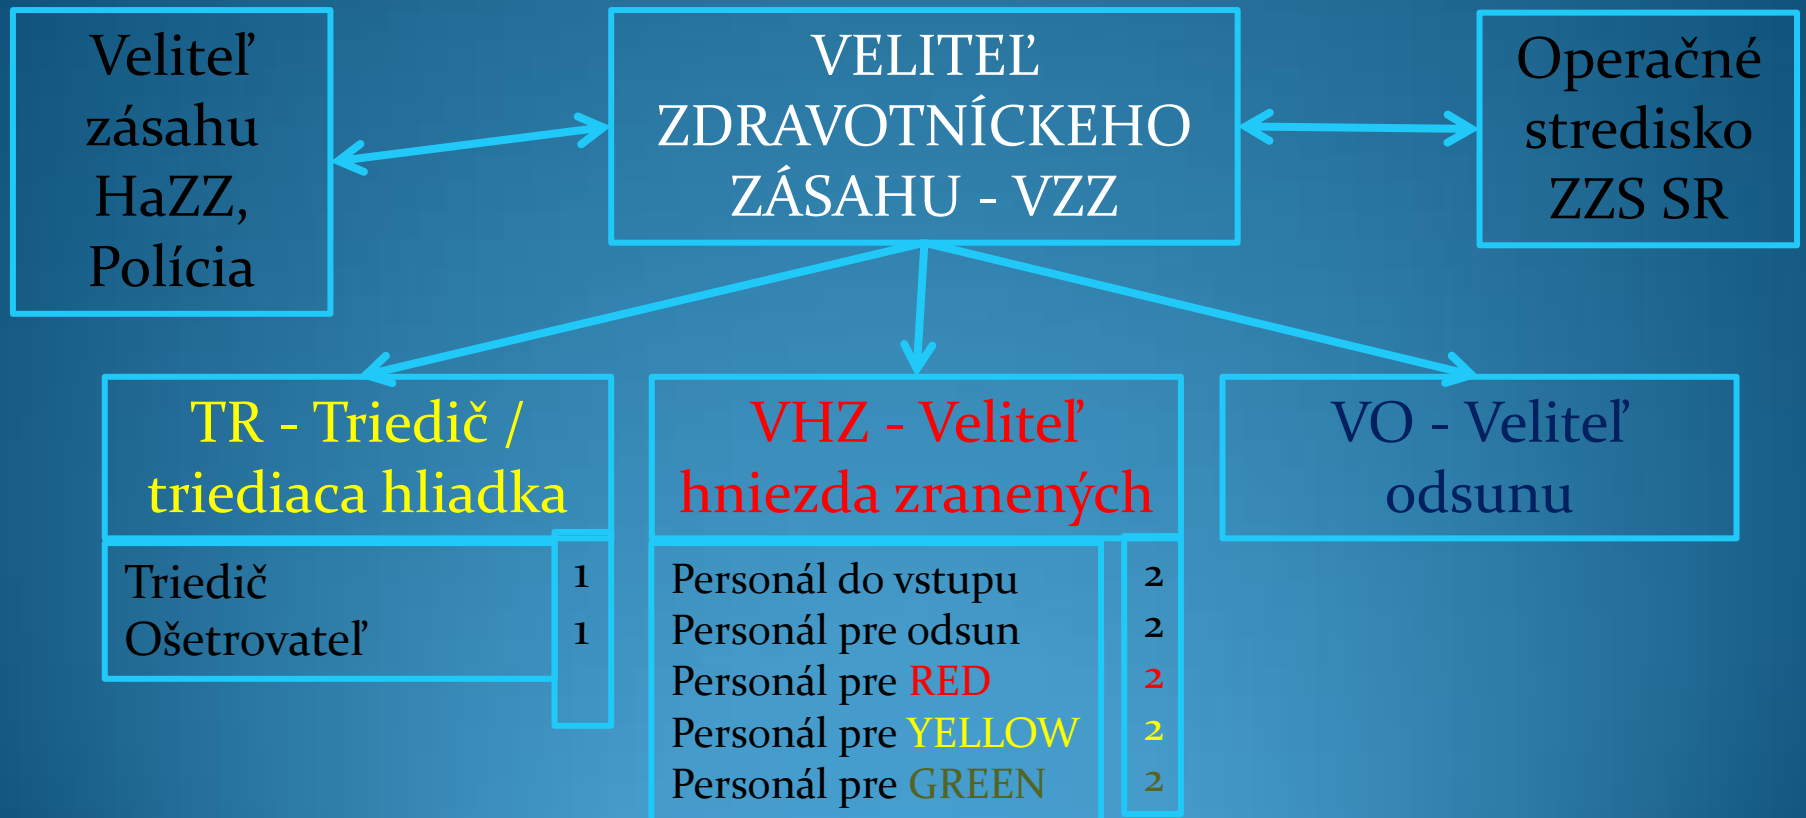 Veliteľ
zásahu
HaZZ,
Polícia
VELITEĽ
ZDRAVOTNÍCKEHO
ZÁSAHU - VZZ
Operačné
stredisko
ZZS SR
TR - Triedič /
triediaca hliadka
Triedič 1
Ošetrovateľ 1
VHZ - Veliteľ
hniezda zranených
Personál do vstupu 2
Personál pre odsun 2
Personál pre RED 2
Personál pre YELLOW 2
Personál pre GREEN 2
VO - Veliteľ
odsunu